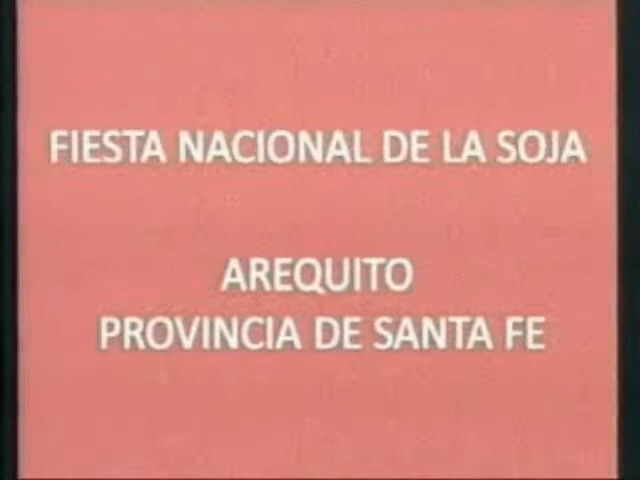 FIESTA NACIONAL DE LA SOJA
AREQUITO
PROVINCIA DE SANTA FE